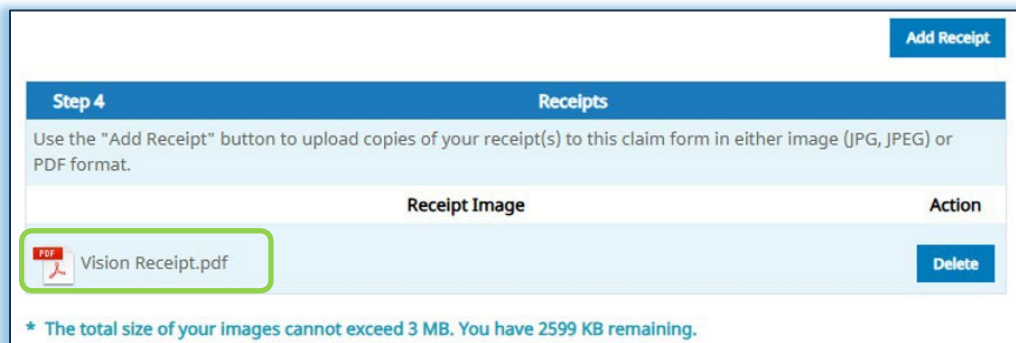 Add Receipt
Step 4 Receipts
Use the "Add Receipt" button to upload copies of your receipt(s) to this claim form in either image (JPG, JPEG) or
PDF format.
Receipt Image Action
PDF Vision Receipt.pdf Delete
* The total size of your images cannot exceed 3 MB. You have 2599 KB remaining.